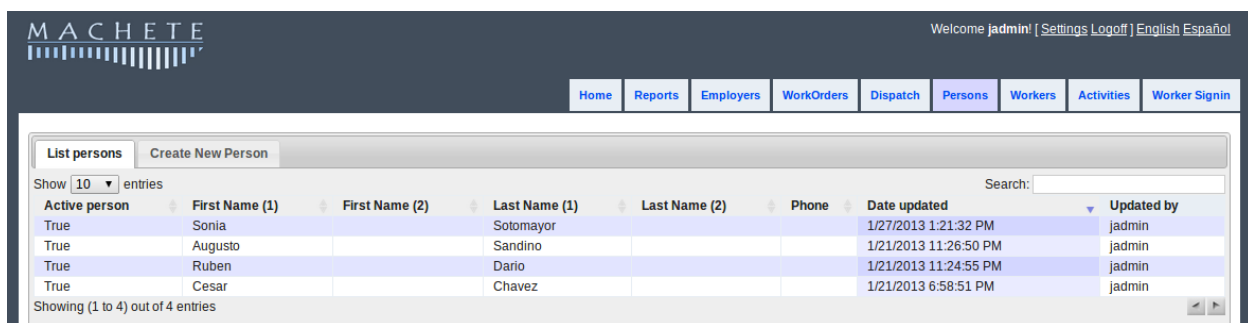 MACHETE
Welcome jadmin! [ Settings Logoff ] English Español
Home Reports Employers WorkOrders Dispatch Persons Workers Activities Worker Signin
List persons Create New Person
Show 10 entries Search:
Active person First Name (1) First Name (2) Last Name (1) Last Name (2) Phone Date updated Updated by
True Sonia Sotomayor 1/27/2013 1:21:32 PM jadmin
True Augusto Sandino 1/21/2013 11:26:50 PM jadmin
True Ruben Dario 1/21/2013 11:24:55 PM jadmin
True Cesar Chavez 1/21/2013 6:58:51 PM jadmin
Showing (1 to 4) out of 4 entries